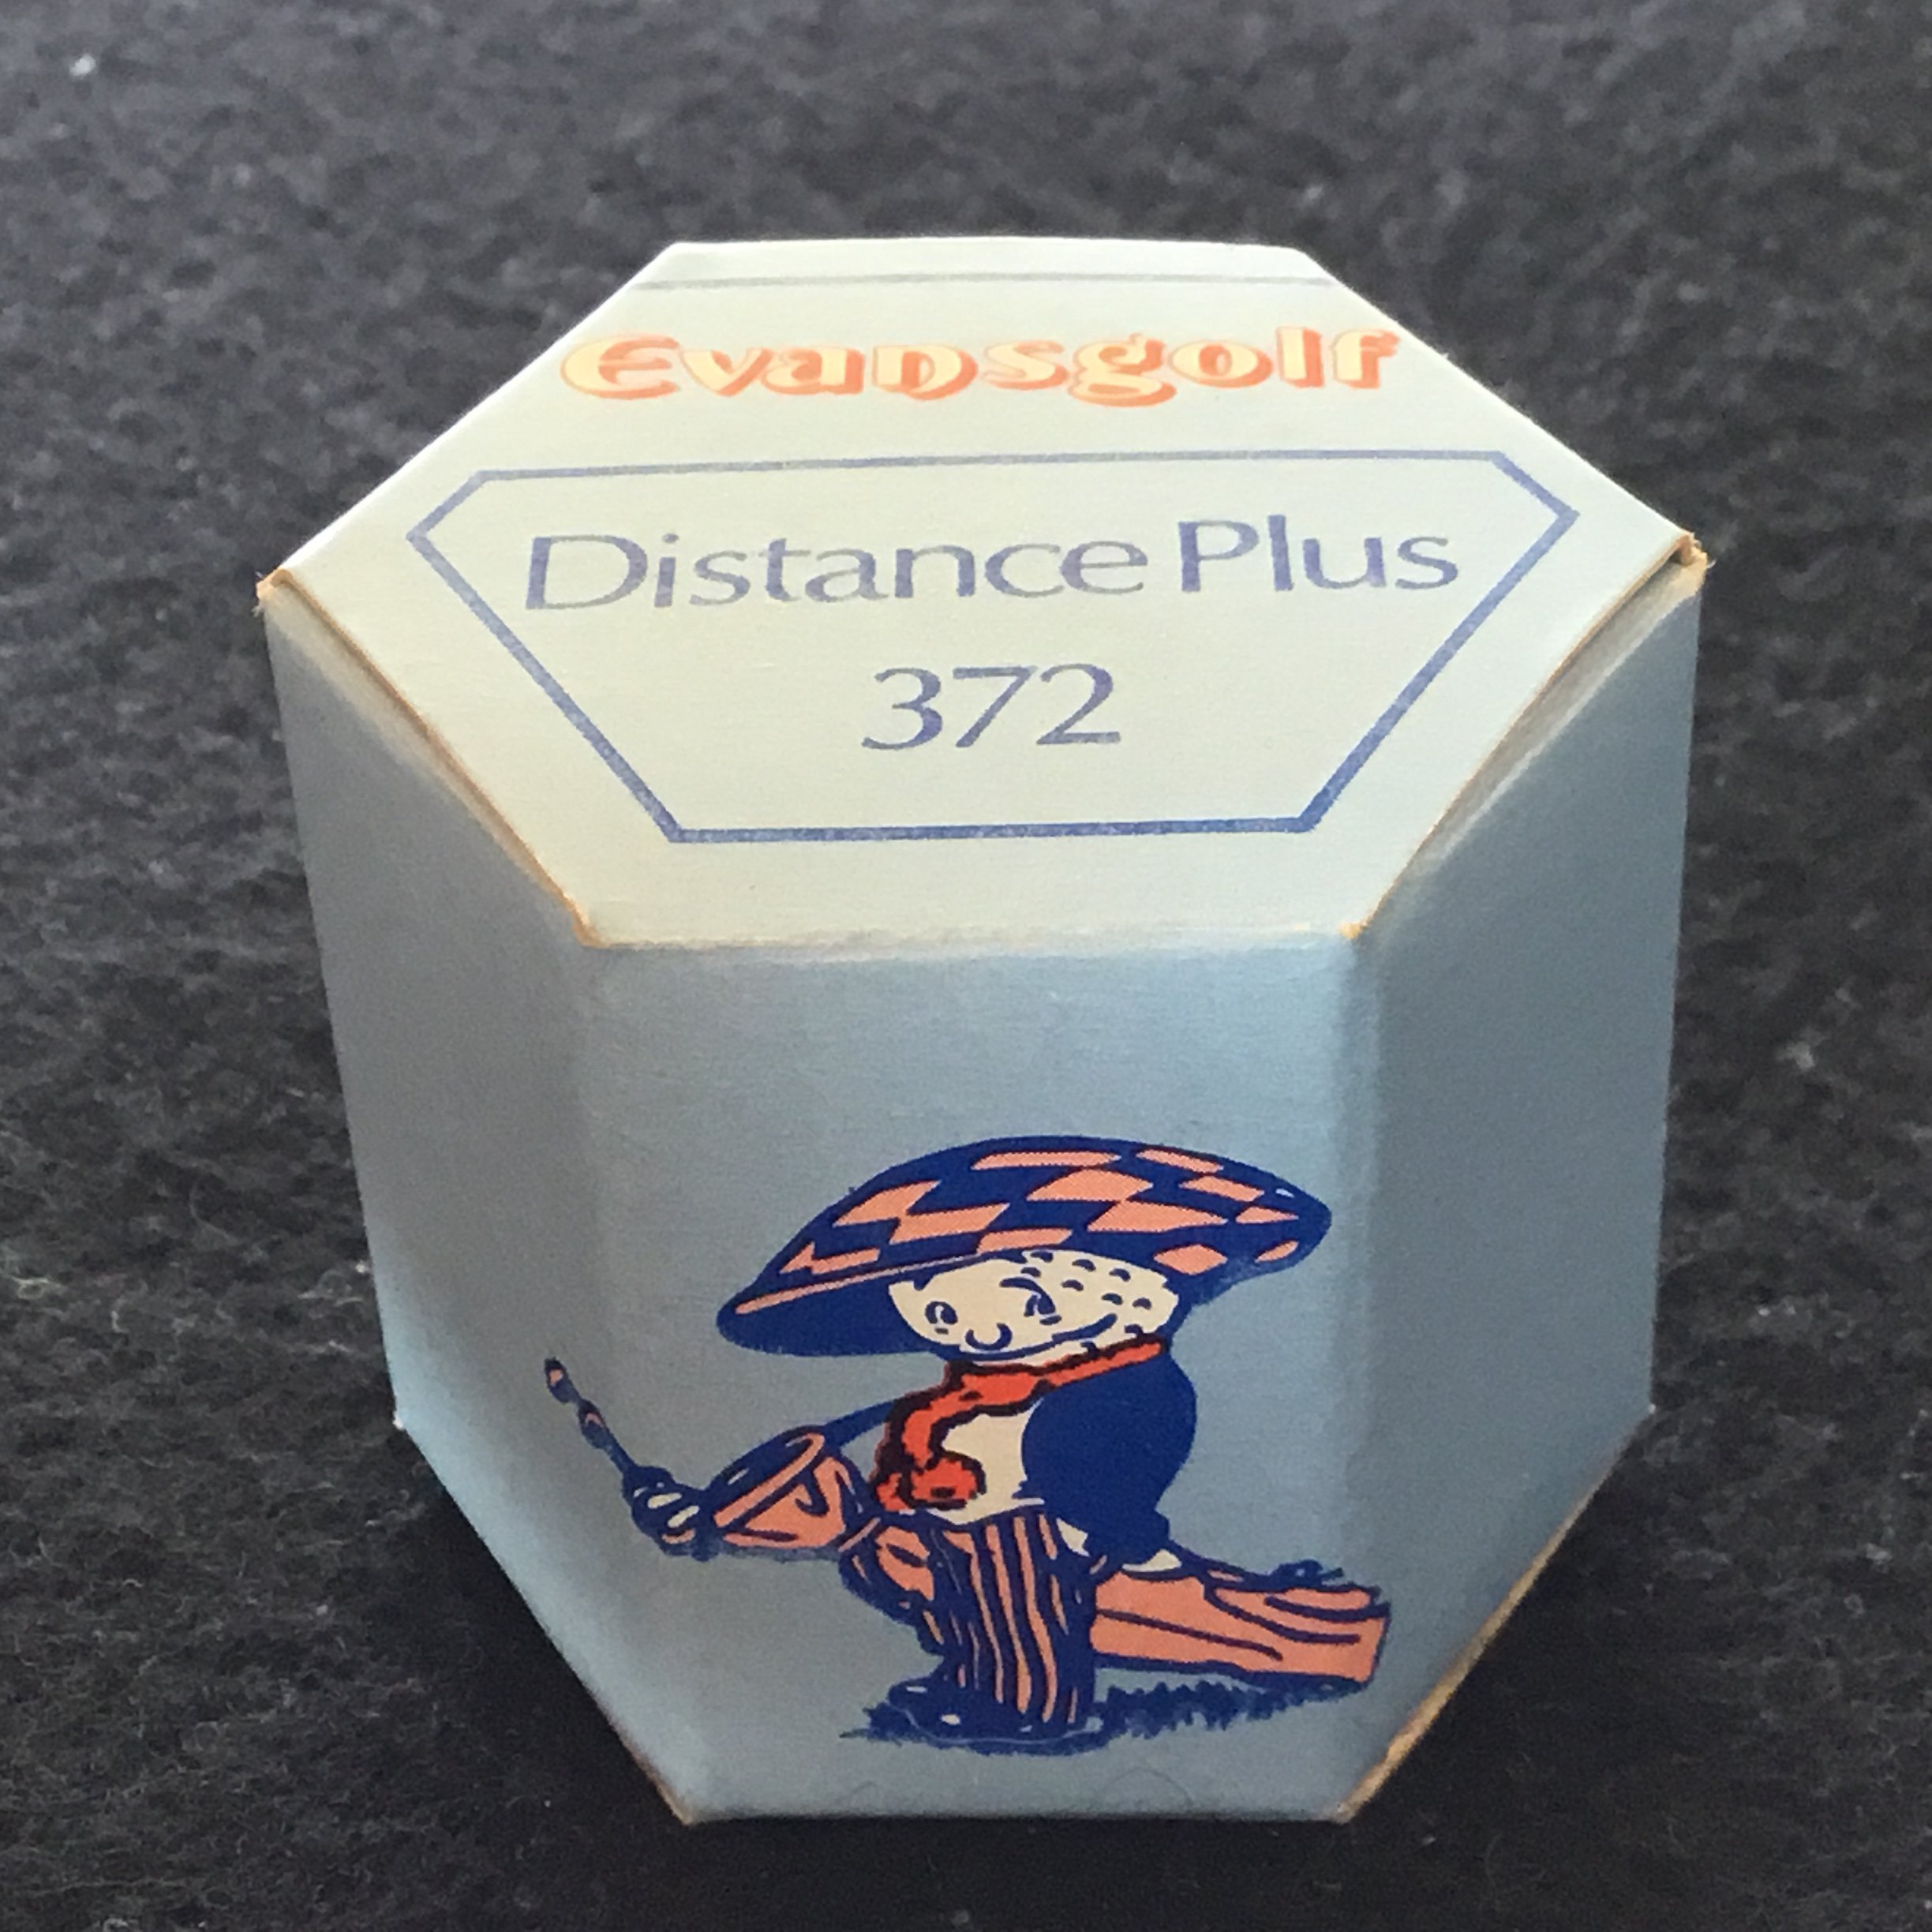 Evansgolf
Distance Plus
372